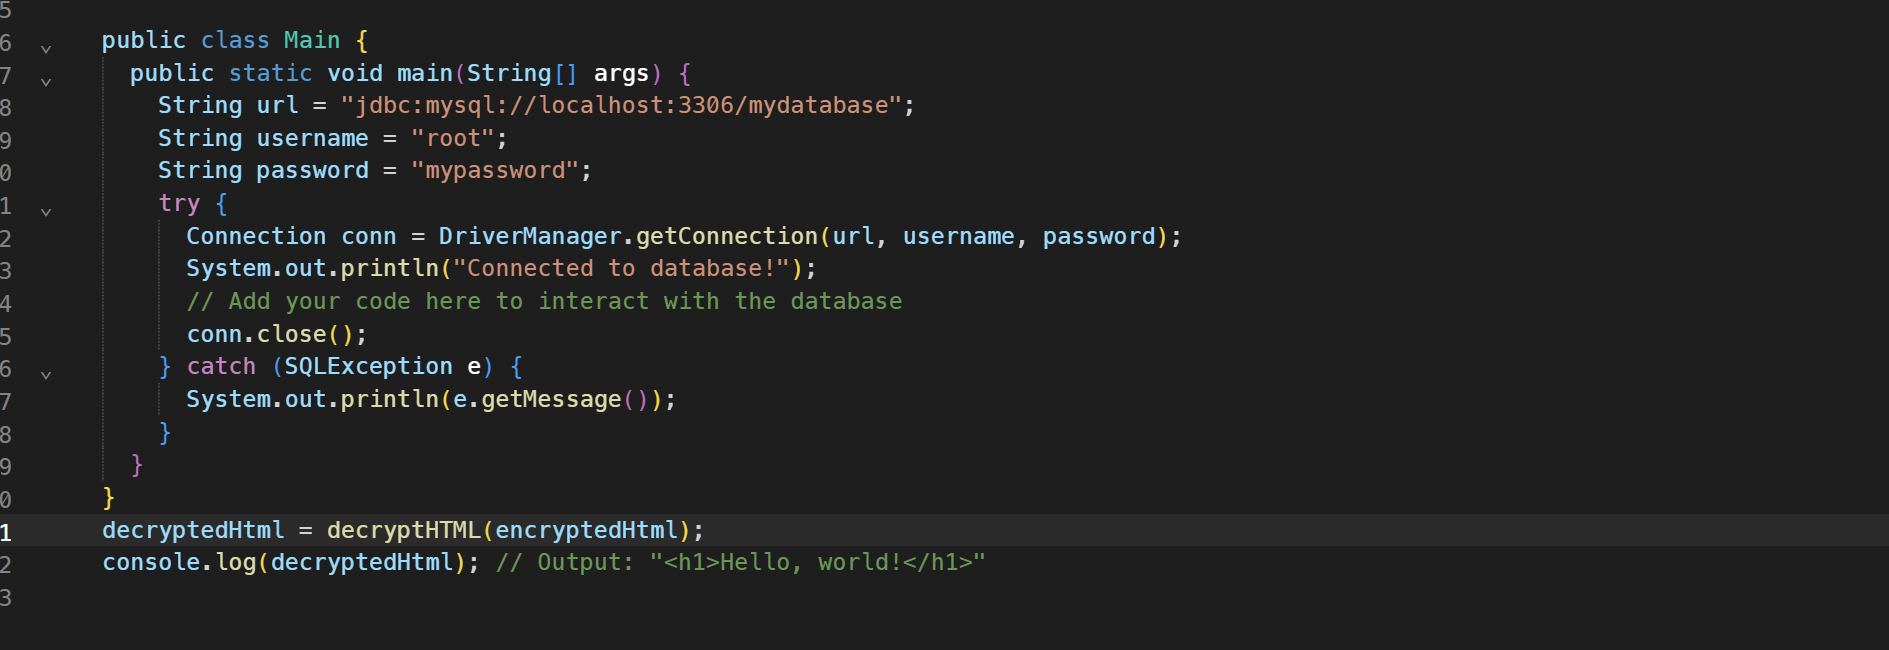 5
6 public class Main {
7 public static void main(String[] args) {
8 String url = "jdbc:mysql://localhost:3306/mydatabase";
9 String username = "root";
0 String password = "mypassword";
1 try {
2 Connection conn = DriverManager.getConnection(url, username, password);
3 System.out.println("Connected to database!");
4 // Add your code here to interact with the database
5 conn.close();
6 } catch (SQLException e) {
7 System.out.println(e.getMessage());
8 }
9 }
0 }
1 decryptedHtml = decryptHTML(encryptedHtml);
2 console.log(decryptedHtml); // Output: "<h1>Hello, world!</h1>"
3